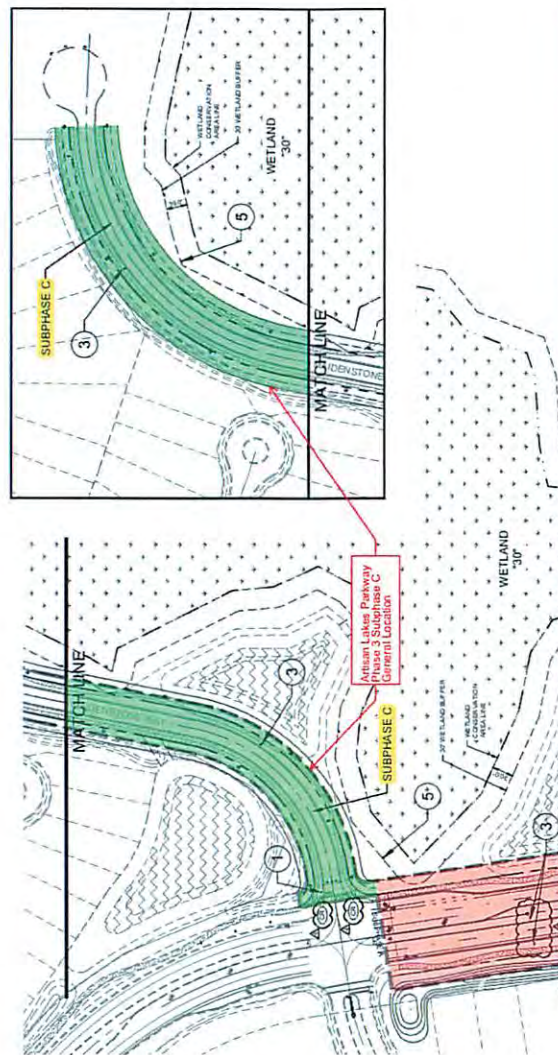 SUBPHASE C
3
WETLAND
CONSERVATION
AREA LINE
30' WETLAND BUFFER
WETLAND
"30"
5
MATCH LINE
MATCH LINE
3
Artisan Lakes Parkway
Phase 3 Subphase C
General Location
SUBPHASE C
1
5
30' WETLAND BUFFER
WETLAND
CONSERVATION
AREA LINE
WETLAND
"30"
3